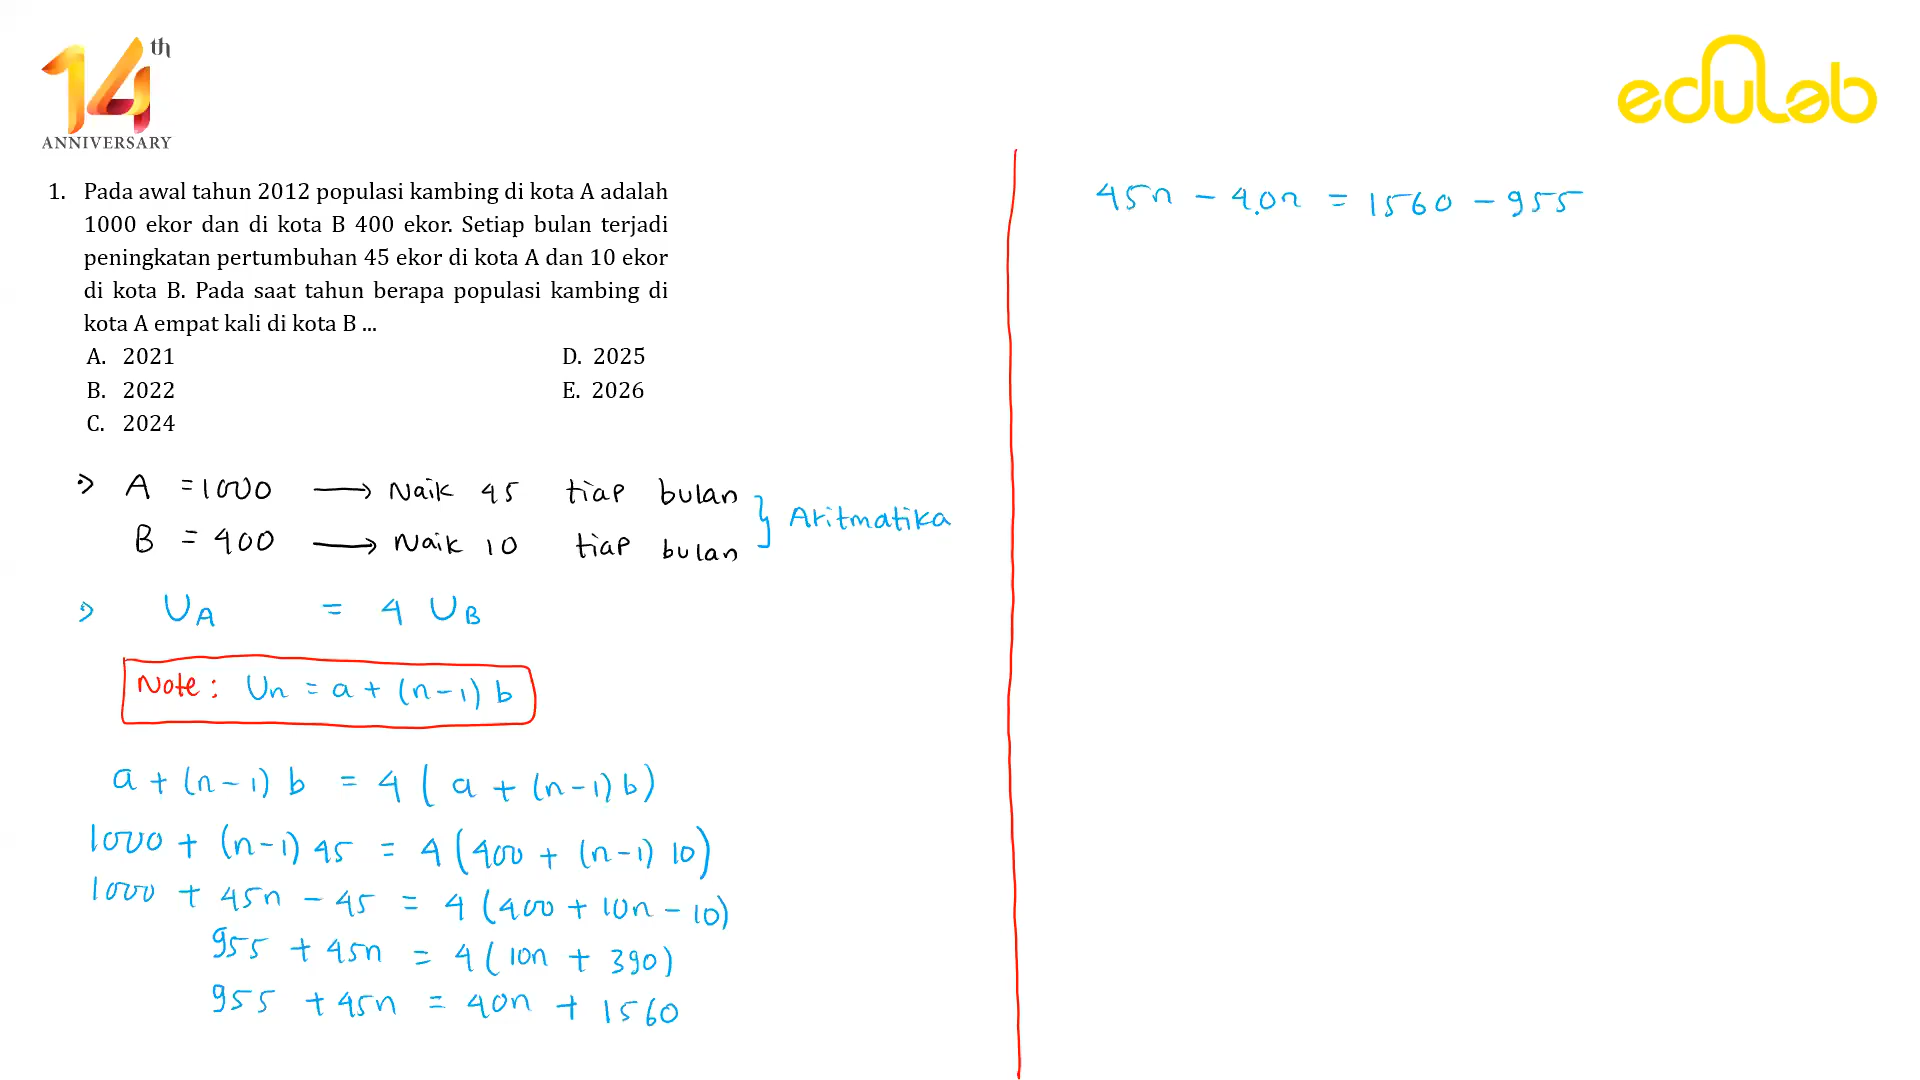 14th
ANNIVERSARY
edulab
1. Pada awal tahun 2012 populasi kambing di kota A adalah
1000 ekor dan di kota B 400 ekor. Setiap bulan terjadi
peningkatan pertumbuhan 45 ekor di kota A dan 10 ekor
di kota B. Pada saat tahun berapa populasi kambing di
kota A empat kali di kota B ...
A. 2021
D. 2025
B. 2022
E. 2026
C. 2024
A = 1000 → Naik 45 tiap bulan
B = 400 → Naik 10 tiap bulan
} Aritmatika
U_A = 4 U_B
Note: Un = a + (n-1) b
a + (n-1) b = 4 ( a + (n-1) b)
1000 + (n-1) 45 = 4 (400 + (n-1) 10)
1000 + 45n - 45 = 4 (400 + 10n - 10)
955 + 45n = 4 (10n + 390)
955 + 45n = 40n + 1560
45n - 40n = 1560 - 955